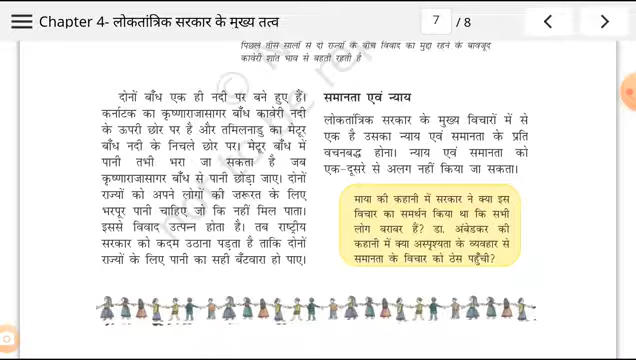 Chapter 4- लोकतांत्रिक सरकार के मुख्य तत्व
7 / 8
पिछले तीस सालों से दो राज्यों के बीच विवाद का मुद्दा रहने के बावजूद
कावेरी शांत भाव से बहती रहती है
दोनों बाँध एक ही नदी पर बने हुए हैं।
कर्नाटक का कृष्णाराजासागर बाँध कावेरी नदी
के ऊपरी छोर पर है और तमिलनाडु का मेटूर
बाँध नदी के निचले छोर पर। मेटूर बाँध में
पानी तभी भरा जा सकता है जब
कृष्णाराजासागर बाँध से पानी छोड़ा जाए। दोनों
राज्यों को अपने लोगों की ज़रूरत के लिए
भरपूर पानी चाहिए जो कि नहीं मिल पाता।
इससे विवाद उत्पन्न होता है। तब राष्ट्रीय
सरकार को कदम उठाना पड़ता है ताकि दोनों
राज्यों के लिए पानी का सही बँटवारा हो पाए।
समानता एवं न्याय
लोकतांत्रिक सरकार के मुख्य विचारों में से
एक है उसका न्याय एवं समानता के प्रति
वचनबद्ध होना। न्याय एवं समानता को
एक-दूसरे से अलग नहीं किया जा सकता।
माया की कहानी में सरकार ने क्या इस
विचार का समर्थन किया था कि सभी
लोग बराबर हैं? डा. अंबेडकर की
कहानी में क्या अस्पृश्यता के व्यवहार से
समानता के विचार को ठेस पहुँची?